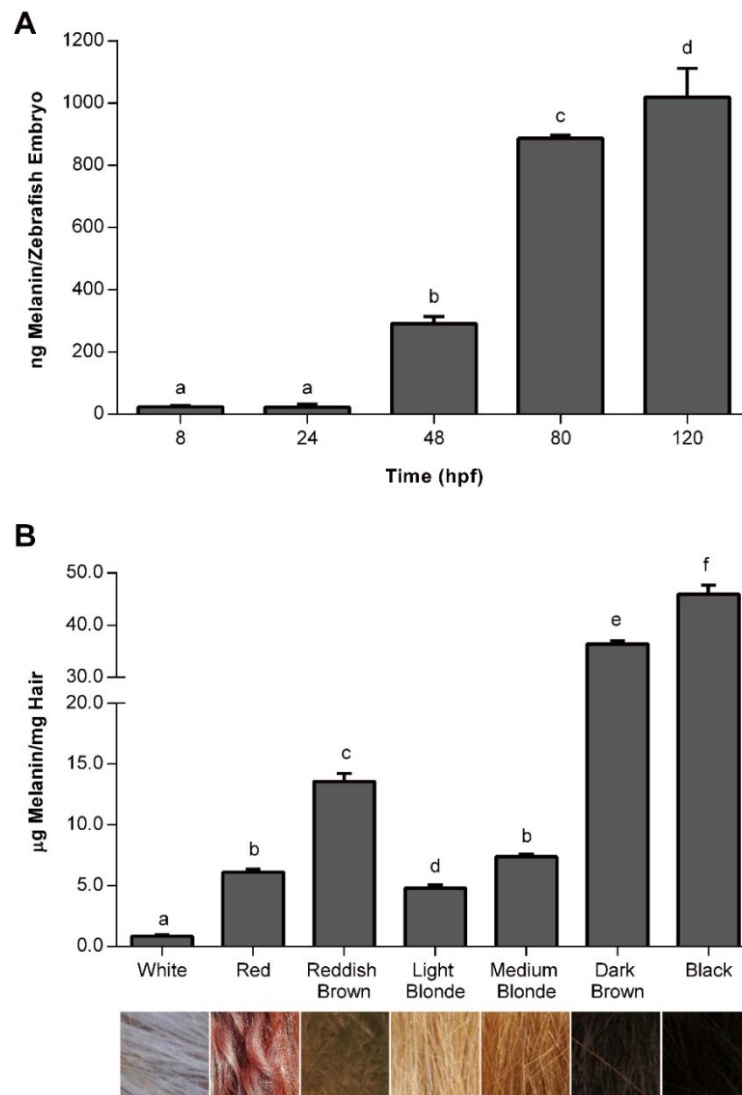 A
ng Melanin/Zebrafish Embryo
1200
1000
800
600
400
200
0
a
a
b
c
d
8 24 48 80 120
Time (hpf)
B
µg Melanin/mg Hair
50.0
40.0
30.0
20.0
15.0
10.0
5.0
0.0
a
b
c
d
b
e
f
White Red Reddish Light Medium Dark Black
Brown Blonde Blonde Brown